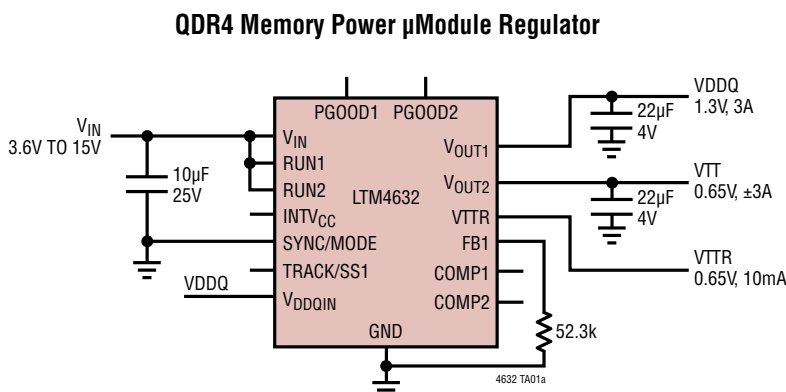 QDR4 Memory Power µModule Regulator
PGOOD1 PGOOD2
VDDQ
1.3V, 3A
22µF
4V
VIN
3.6V TO 15V
VIN
RUN1
RUN2
INTVCC
SYNC/MODE
TRACK/SS1
VDDQIN
10µF
25V
VDDQ
LTM4632
GND
VOUT1
VOUT2
VTTR
FB1
COMP1
COMP2
VTT
0.65V, ±3A
22µF
4V
VTTR
0.65V, 10mA
52.3k
4632 TA01a